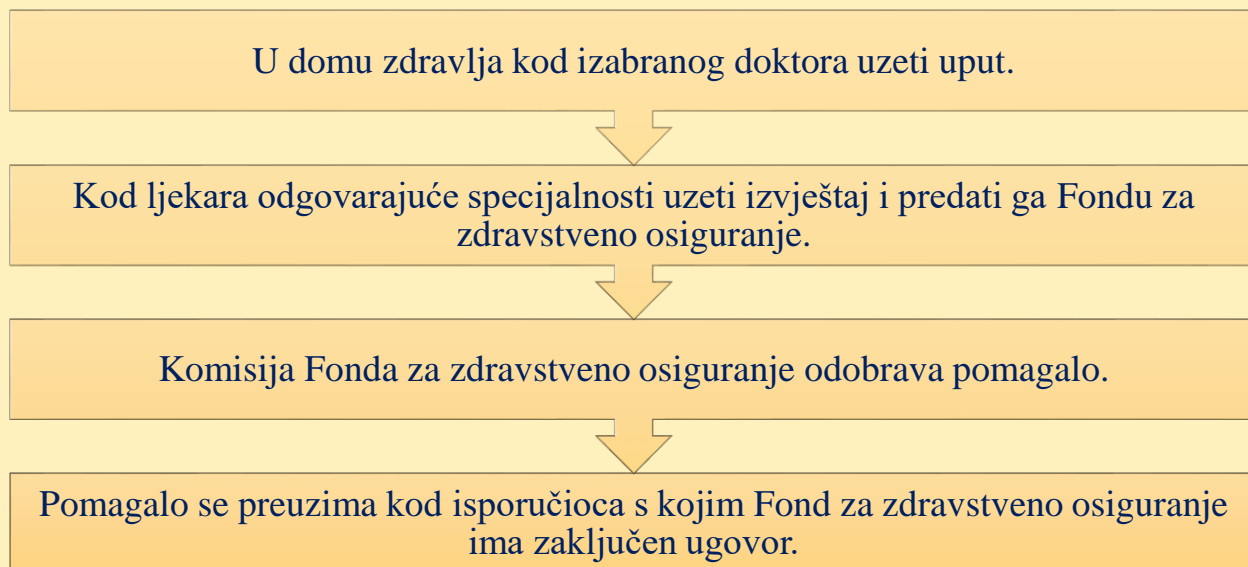 U domu zdravlja kod izabranog doktora uzeti uput.
Kod ljekara odgovarajuće specijalnosti uzeti izvještaj i predati ga Fondu za
zdravstveno osiguranje.
Komisija Fonda za zdravstveno osiguranje odobrava pomagalo.
Pomagalo se preuzima kod isporučioca s kojim Fond za zdravstveno osiguranje
ima zaključen ugovor.